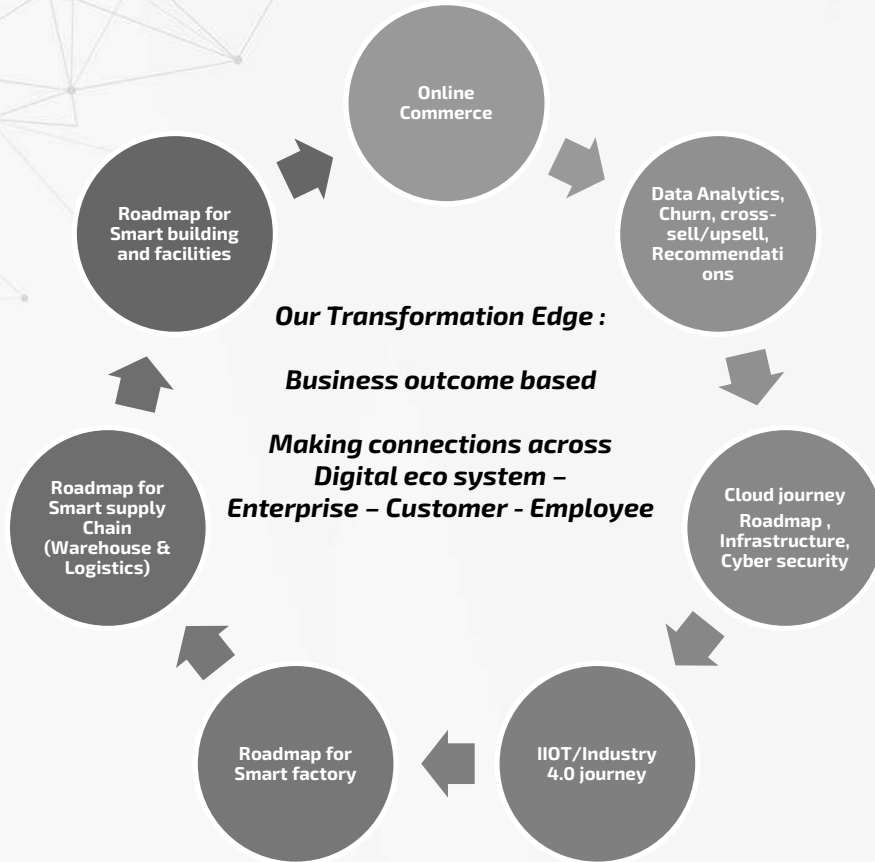 Online
Commerce
Data Analytics,
Churn, cross-
sell/upsell,
Recommendati
ons
Cloud journey
Roadmap ,
Infrastructure,
Cyber security
IIOT/Industry
4.0 journey
Roadmap for
Smart factory
Roadmap for
Smart supply
Chain
(Warehouse &
Logistics)
Roadmap for
Smart building
and facilities
Our Transformation Edge :
Business outcome based
Making connections across
Digital eco system –
Enterprise – Customer - Employee